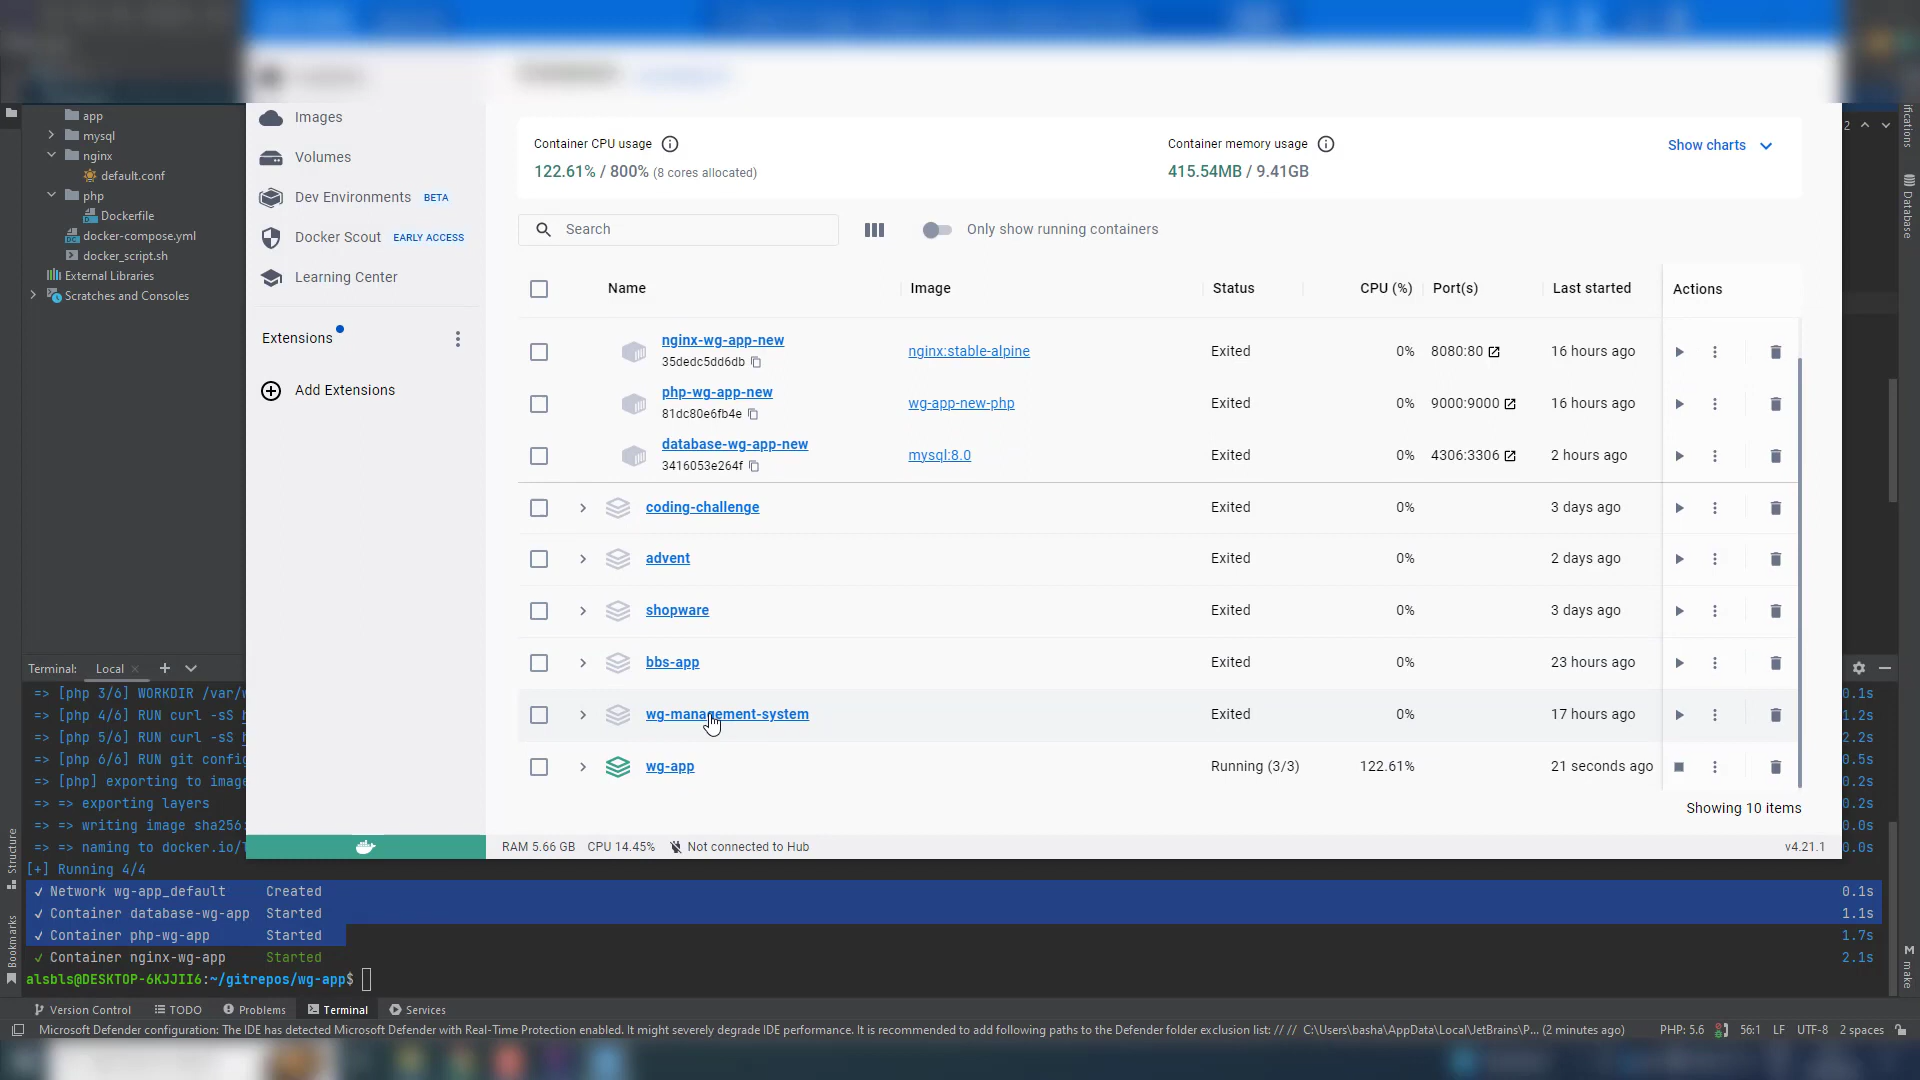 app
mysql
nginx
default.conf
php
Dockerfile
docker-compose.yml
docker_script.sh
External Libraries
Scratches and Consoles
Images
Volumes
Dev Environments BETA
Docker Scout EARLY ACCESS
Learning Center
Extensions
Add Extensions
Container CPU usage
122.61% / 800% (8 cores allocated)
Container memory usage
415.54MB / 9.41GB
Show charts
Search
Only show running containers
Name Image Status CPU (%) Port(s) Last started Actions
nginx-wg-app-new nginx:stable-alpine Exited 0% 8080:80 16 hours ago
35dedc5dd6db
php-wg-app-new wg-app-new-php Exited 0% 9000:9000 16 hours ago
81dc80e6fb4e
database-wg-app-new mysql:8.0 Exited 0% 4306:3306 2 hours ago
3416053e264f
coding-challenge Exited 0% 3 days ago
advent Exited 0% 2 days ago
shopware Exited 0% 3 days ago
bbs-app Exited 0% 23 hours ago
wg-management-system Exited 0% 17 hours ago
wg-app Running (3/3) 122.61% 21 seconds ago
Showing 10 items
RAM 5.66 GB CPU 14.45% Not connected to Hub
v4.21.1
2
Database
Terminal: Local
=> [php 3/6] WORKDIR /var/w 0.1s
=> [php 4/6] RUN curl -sS h 1.2s
=> [php 5/6] RUN curl -sS h 2.2s
=> [php 6/6] RUN git config 0.5s
=> [php] exporting to image 0.2s
=> => exporting layers 0.2s
=> => writing image sha256: 0.0s
=> => naming to docker.io/l 0.0s
[+] Running 4/4
✓ Network wg-app_default Created 0.1s
✓ Container database-wg-app Started 1.1s
✓ Container php-wg-app Started 1.7s
✓ Container nginx-wg-app Started 2.1s
alsbls@DESKTOP-6KJJII6:~/gitrepos/wg-app$
Structure
Bookmarks
make
Version Control TODO Problems Terminal Services
Microsoft Defender configuration: The IDE has detected Microsoft Defender with Real-Time Protection enabled. It might severely degrade IDE performance. It is recommended to add following paths to the Defender folder exclusion list: // // C:\Users\basha\AppData\Local\JetBrains\P... (2 minutes ago) PHP: 5.6 56:1 LF UTF-8 2 spaces